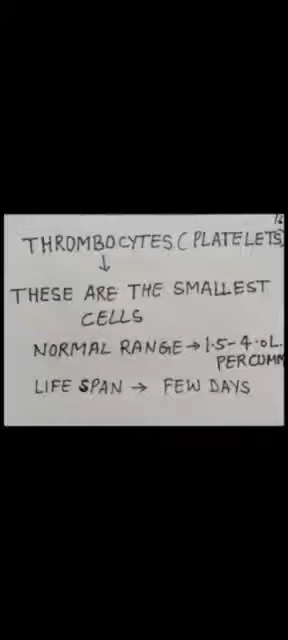 THROMBOCYTES (PLATELETS)
↓
THESE ARE THE SMALLEST
CELLS
NORMAL RANGE → 1.5-4.0L.
PERCUMM
LIFE SPAN → FEW DAYS